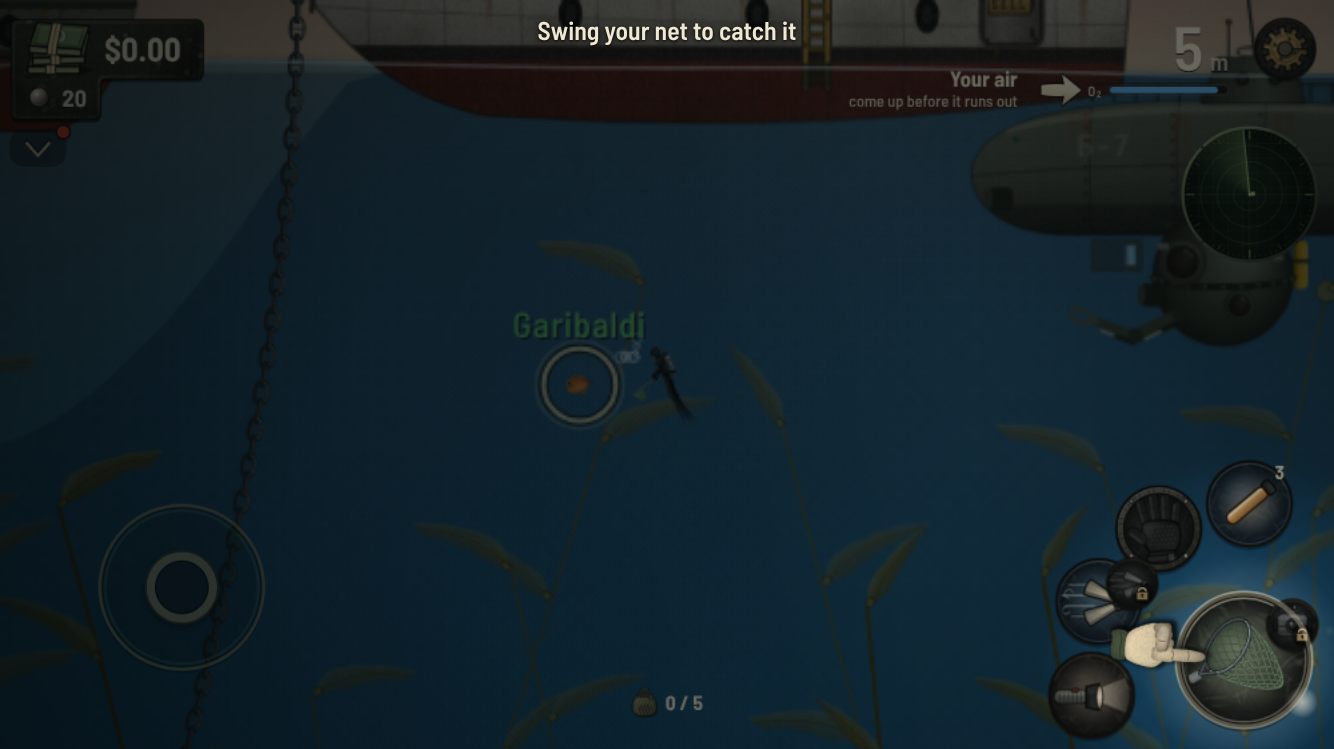 Swing your net to catch it
$0.00
20
5 m
Your air
come up before it runs out
O₂
Garibaldi
3
0 / 5